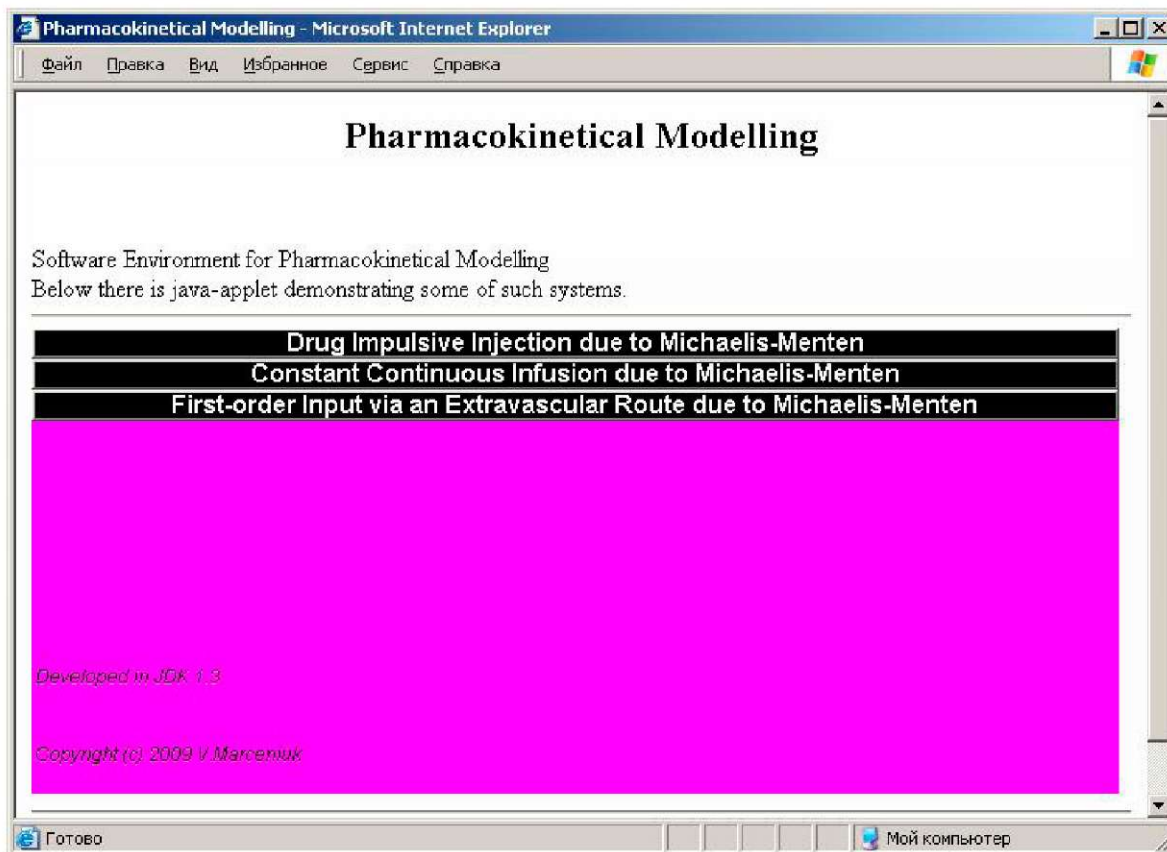 Pharmacokinetical Modelling - Microsoft Internet Explorer
Файл Правка Вид Избранное Сервис Справка
Pharmacokinetical Modelling
Software Environment for Pharmacokinetical Modelling
Below there is java-applet demonstrating some of such systems.
Drug Impulsive Injection due to Michaelis-Menten
Constant Continuous Infusion due to Michaelis-Menten
First-order Input via an Extravascular Route due to Michaelis-Menten
Developed in JDK 1.3
Copyright (c) 2009 V Marceniuk
Готово Мой компьютер